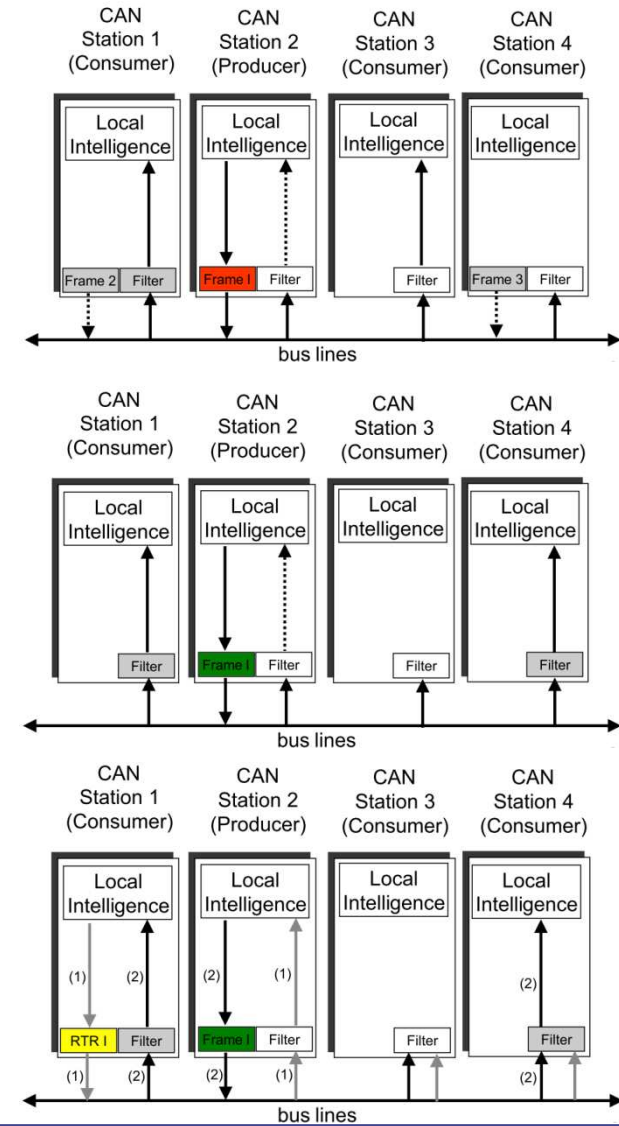 CAN CAN CAN CAN
Station 1 Station 2 Station 3 Station 4
(Consumer) (Producer) (Consumer) (Consumer)
Local Local Local Local
Intelligence Intelligence Intelligence Intelligence
Frame 2 Filter Frame I Filter Filter Frame 3 Filter
bus lines
CAN CAN CAN CAN
Station 1 Station 2 Station 3 Station 4
(Consumer) (Producer) (Consumer) (Consumer)
Local Local Local Local
Intelligence Intelligence Intelligence Intelligence
Filter Frame I Filter Filter Filter
bus lines
CAN CAN CAN CAN
Station 1 Station 2 Station 3 Station 4
(Consumer) (Producer) (Consumer) (Consumer)
Local Local Local Local
Intelligence Intelligence Intelligence Intelligence
(1) (2) (2) (1) (2)
RTR I Filter Frame I Filter Filter Filter
(1) (2) (2) (1) (2)
bus lines